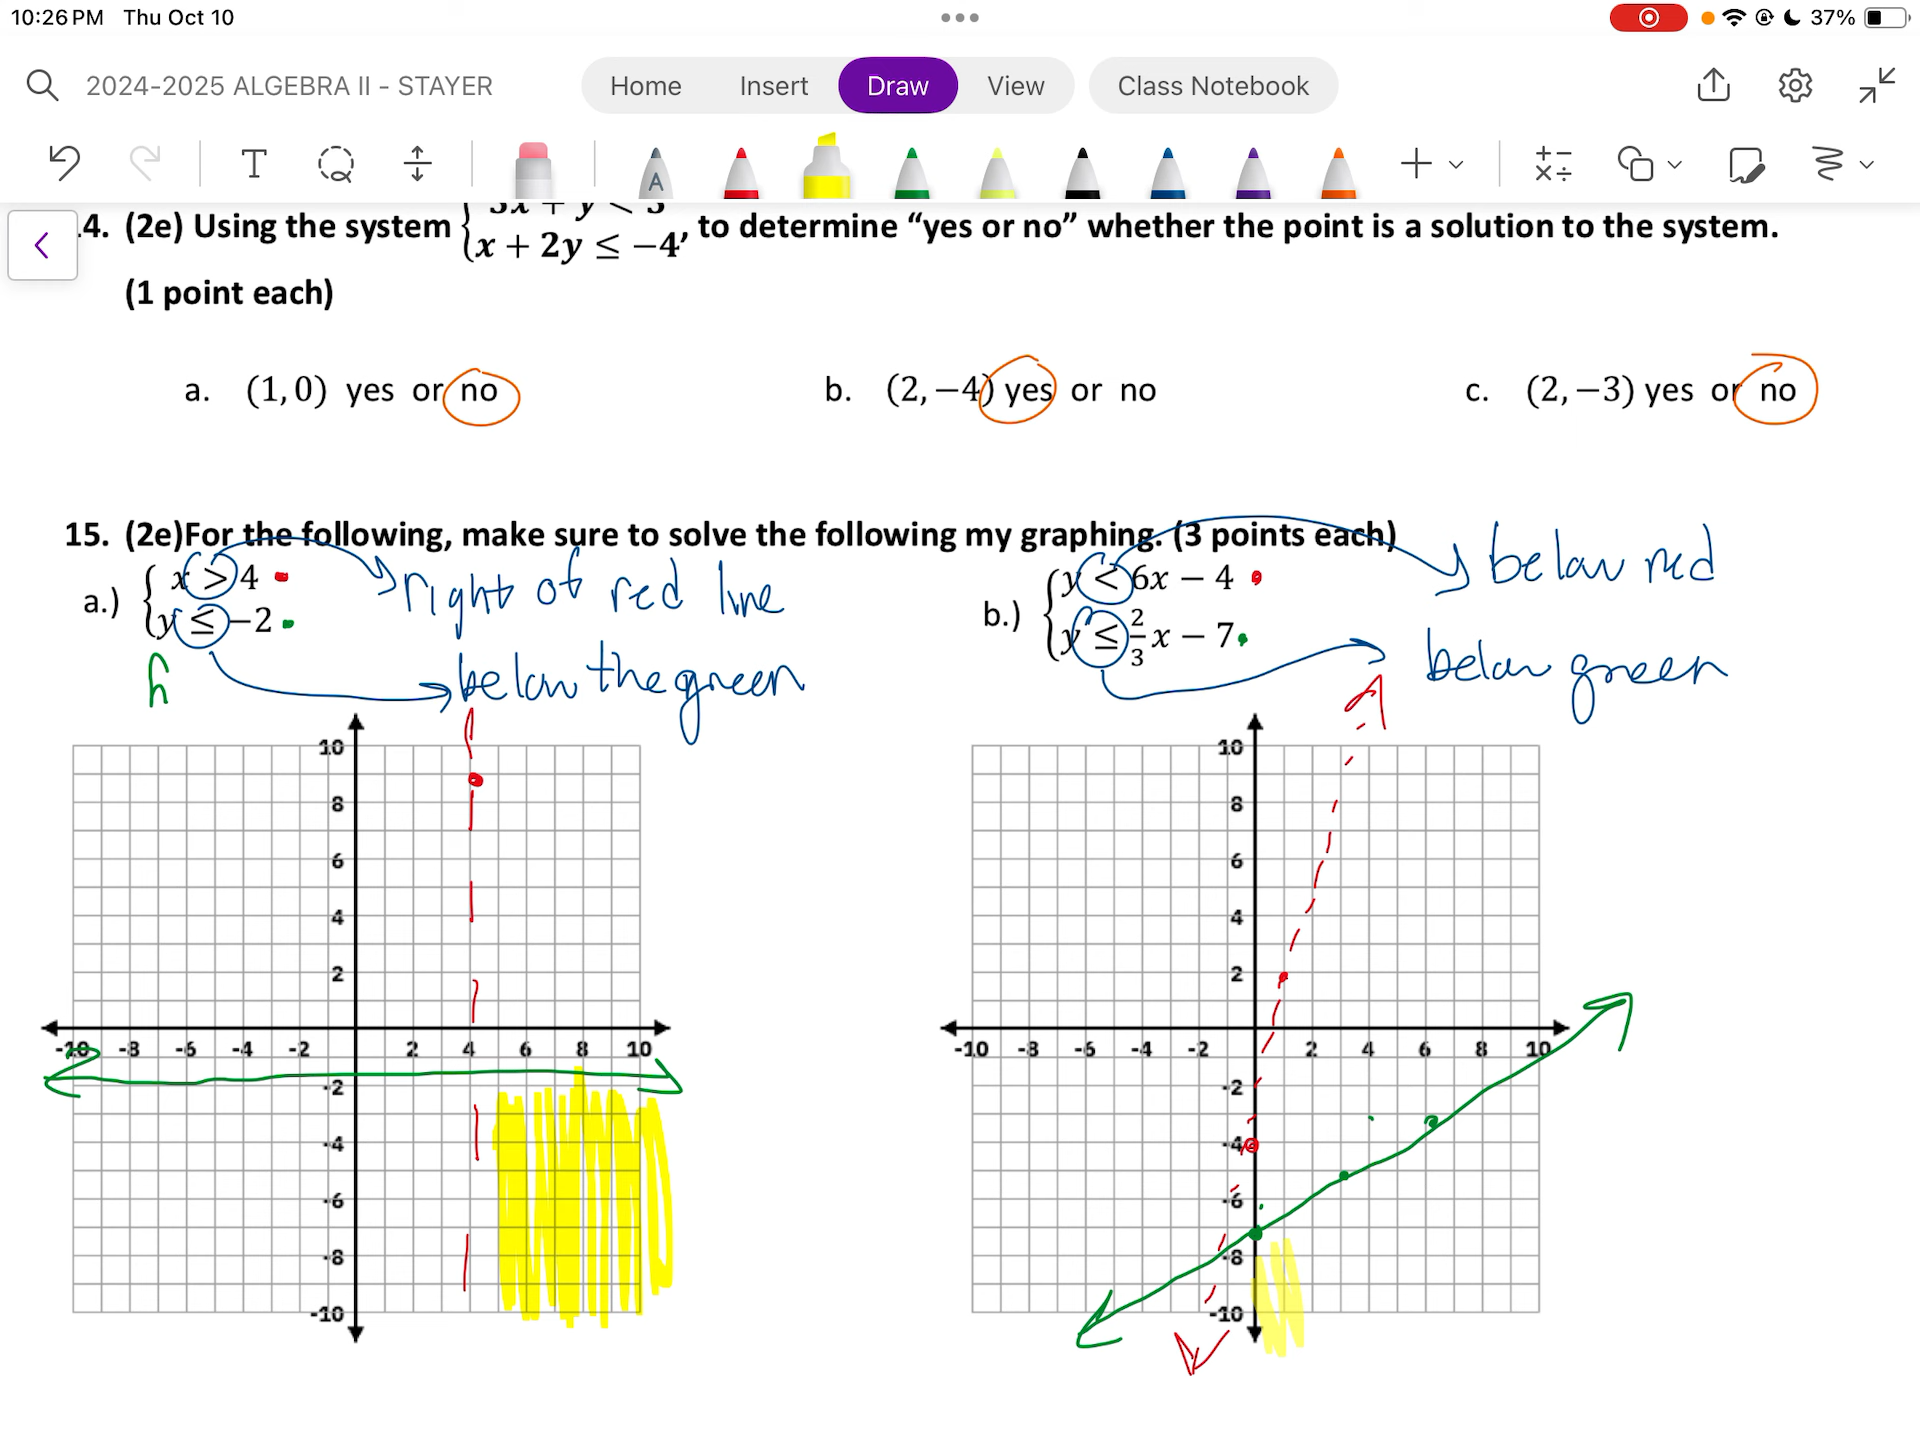 10:26 PM Thu Oct 10 37%
2024-2025 ALGEBRA II - STAYER Home Insert Draw View Class Notebook
T A
.4. (2e) Using the system { 3x + y < 3
x + 2y ≤ −4, to determine “yes or no” whether the point is a solution to the system.
(1 point each)
a. (1, 0) yes or no b. (2, −4) yes or no c. (2, −3) yes or no
15. (2e)For the following, make sure to solve the following my graphing. (3 points each)
a.) { x > 4
y ≤ −2
right of red line
below the green
b.) { y < 6x − 4
y ≤ 2/3 x − 7
below red
below green
10
8
6
4
2
-10 -8 -6 -4 -2 2 4 6 8 10
-2
-4
-6
-8
-10
10
8
6
4
2
-10 -8 -6 -4 -2 2 4 6 8 10
-2
-4
-6
-8
-10